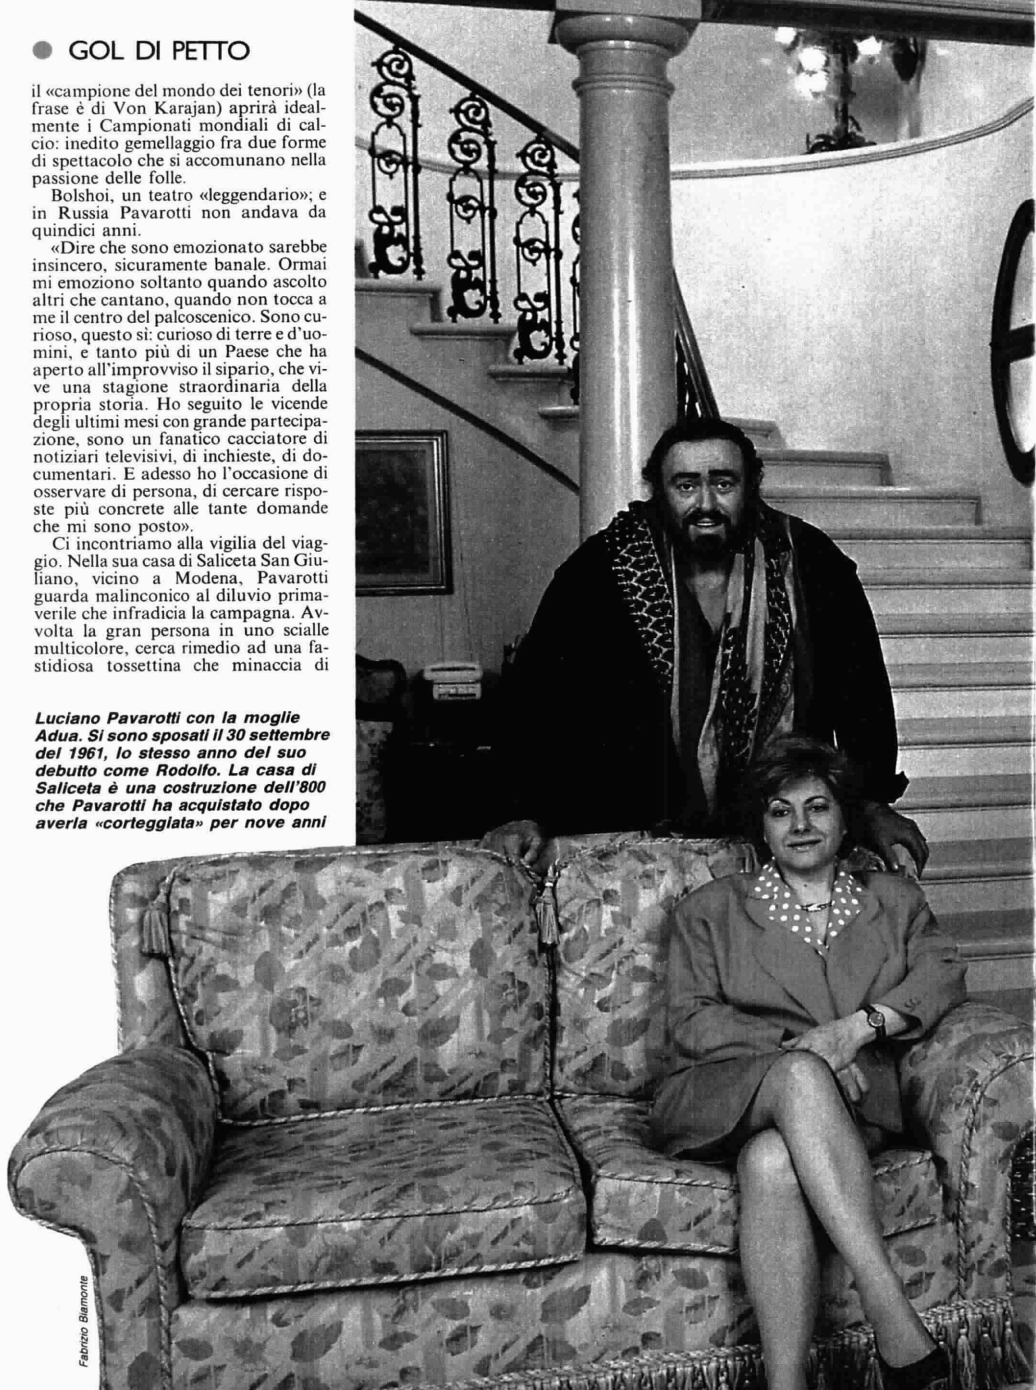 GOL DI PETTO
il «campione del mondo dei tenori» (la
frase è di Von Karajan) aprirà ideal-
mente i Campionati mondiali di cal-
cio: inedito gemellaggio fra due forme
di spettacolo che si accomunano nella
passione delle folle.
Bolshoi, un teatro «leggendario»; e
in Russia Pavarotti non andava da
quindici anni.
«Dire che sono emozionato sarebbe
insincero, sicuramente banale. Ormai
mi emoziono soltanto quando ascolto
altri che cantano, quando non tocca a
me il centro del palcoscenico. Sono cu-
rioso, questo sì: curioso di terre e d'uo-
mini, e tanto più di un Paese che ha
aperto all'improvviso il sipario, che vi-
ve una stagione straordinaria della
propria storia. Ho seguito le vicende
degli ultimi mesi con grande partecipa-
zione, sono un fanatico cacciatore di
notiziari televisivi, di inchieste, di do-
cumentari. E adesso ho l'occasione di
osservare di persona, di cercare rispo-
ste più concrete alle tante domande
che mi sono posto».
Ci incontriamo alla vigilia del viag-
gio. Nella sua casa di Saliceta San Giu-
liano, vicino a Modena, Pavarotti
guarda malinconico al diluvio prima-
verile che infradicia la campagna. Av-
volta la gran persona in uno scialle
multicolore, cerca rimedio ad una fa-
stidiosa tossettina che minaccia di
Luciano Pavarotti con la moglie
Adua. Si sono sposati il 30 settembre
del 1961, lo stesso anno del suo
debutto come Rodolfo. La casa di
Saliceta è una costruzione dell'800
che Pavarotti ha acquistato dopo
averla «corteggiata» per nove anni
Fabrizio Biamonte